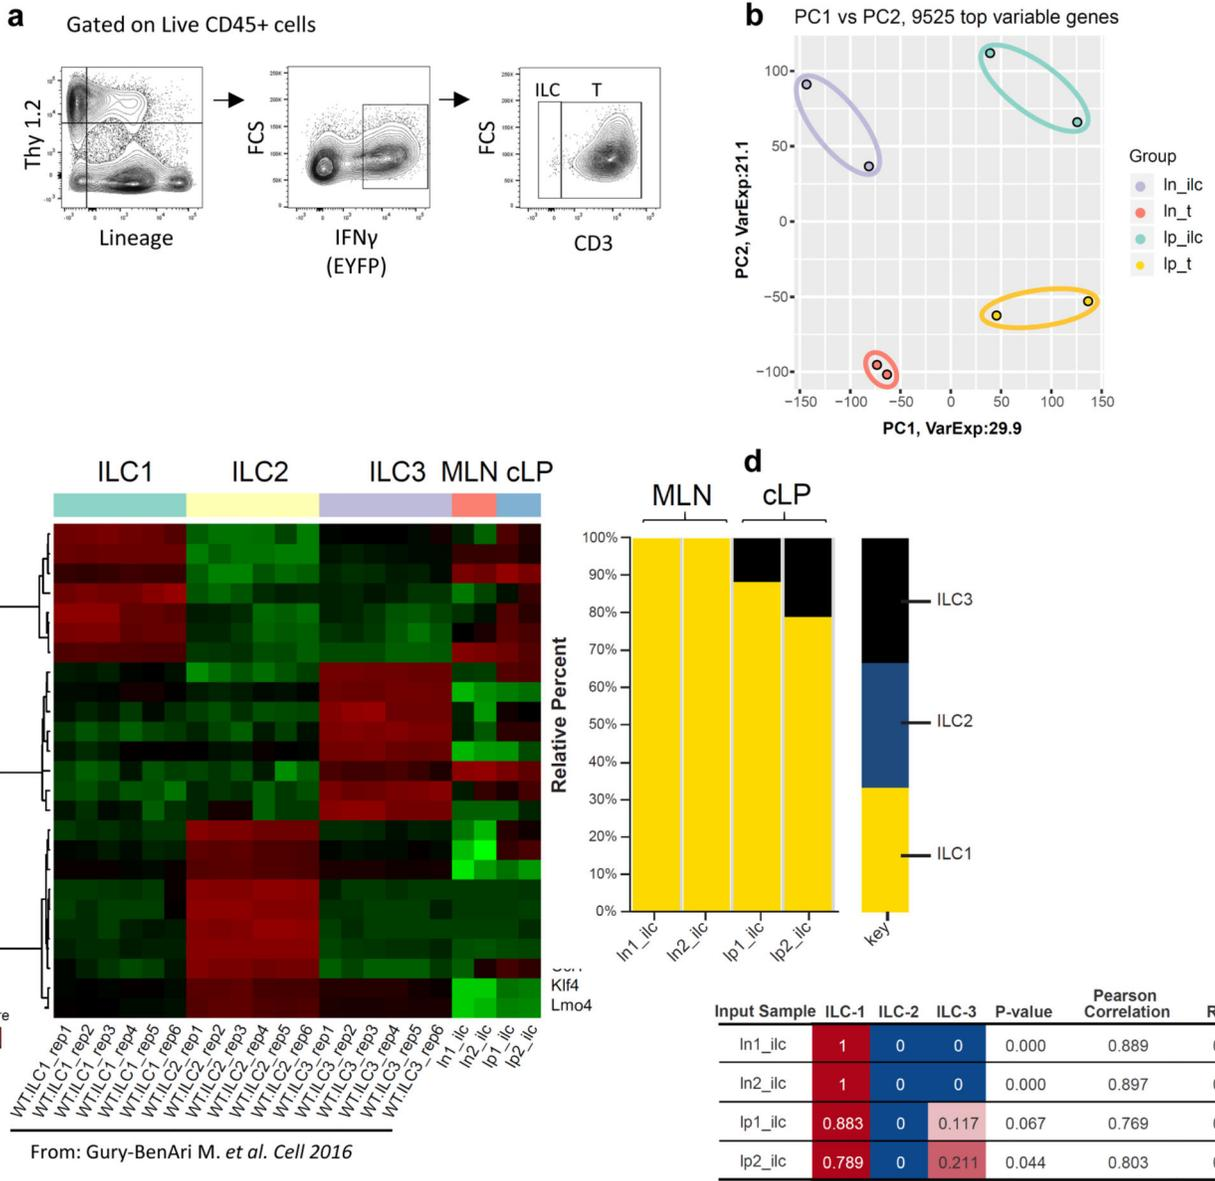 a
Gated on Live CD45+ cells
Thy 1.2
Lineage
FCS
IFNγ
(EYFP)
FCS
ILC T
CD3
b
PC1 vs PC2, 9525 top variable genes
PC2, VarExp:21.1
100
50
0
−50
−100
−150 −100 −50 0 50 100 150
PC1, VarExp:29.9
Group
ln_ilc
ln_t
lp_ilc
lp_t
ILC1 ILC2 ILC3 MLN cLP
Klf4
Lmo4
re
WT.ILC1_rep1
WT.ILC1_rep2
WT.ILC1_rep3
WT.ILC1_rep4
WT.ILC1_rep5
WT.ILC1_rep6
WT.ILC2_rep1
WT.ILC2_rep2
WT.ILC2_rep3
WT.ILC2_rep4
WT.ILC2_rep5
WT.ILC2_rep6
WT.ILC3_rep1
WT.ILC3_rep2
WT.ILC3_rep3
WT.ILC3_rep4
WT.ILC3_rep5
WT.ILC3_rep6
ln1_ilc
ln2_ilc
lp1_ilc
lp2_ilc
From: Gury-BenAri M. et al. Cell 2016
d
MLN cLP
Relative Percent
100%
90%
80%
70%
60%
50%
40%
30%
20%
10%
0%
ln1_ilc
ln2_ilc
lp1_ilc
lp2_ilc
key
ILC3
ILC2
ILC1
Input Sample ILC-1 ILC-2 ILC-3 P-value Pearson Correlation R
ln1_ilc 1 0 0 0.000 0.889
ln2_ilc 1 0 0 0.000 0.897
lp1_ilc 0.883 0 0.117 0.067 0.769
lp2_ilc 0.789 0 0.211 0.044 0.803